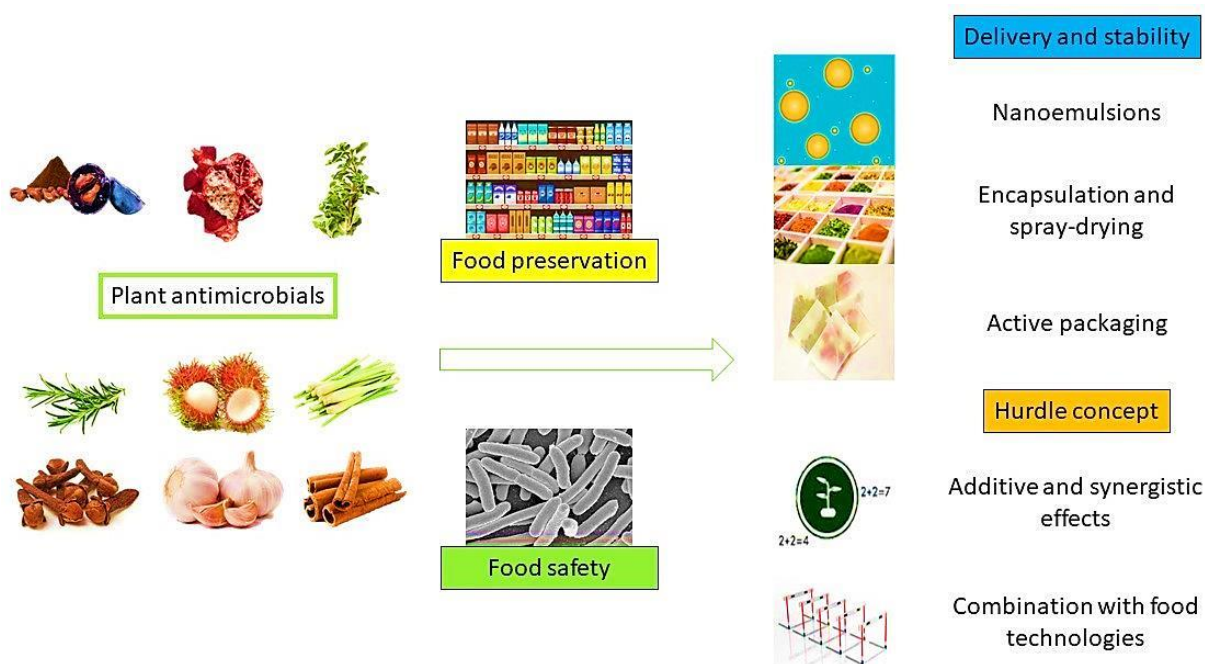 Plant antimicrobials
Food preservation
Food safety
Delivery and stability
Nanoemulsions
Encapsulation and
spray-drying
Active packaging
Hurdle concept
2+2=7
2+2=4
Additive and synergistic
effects
Combination with food
technologies